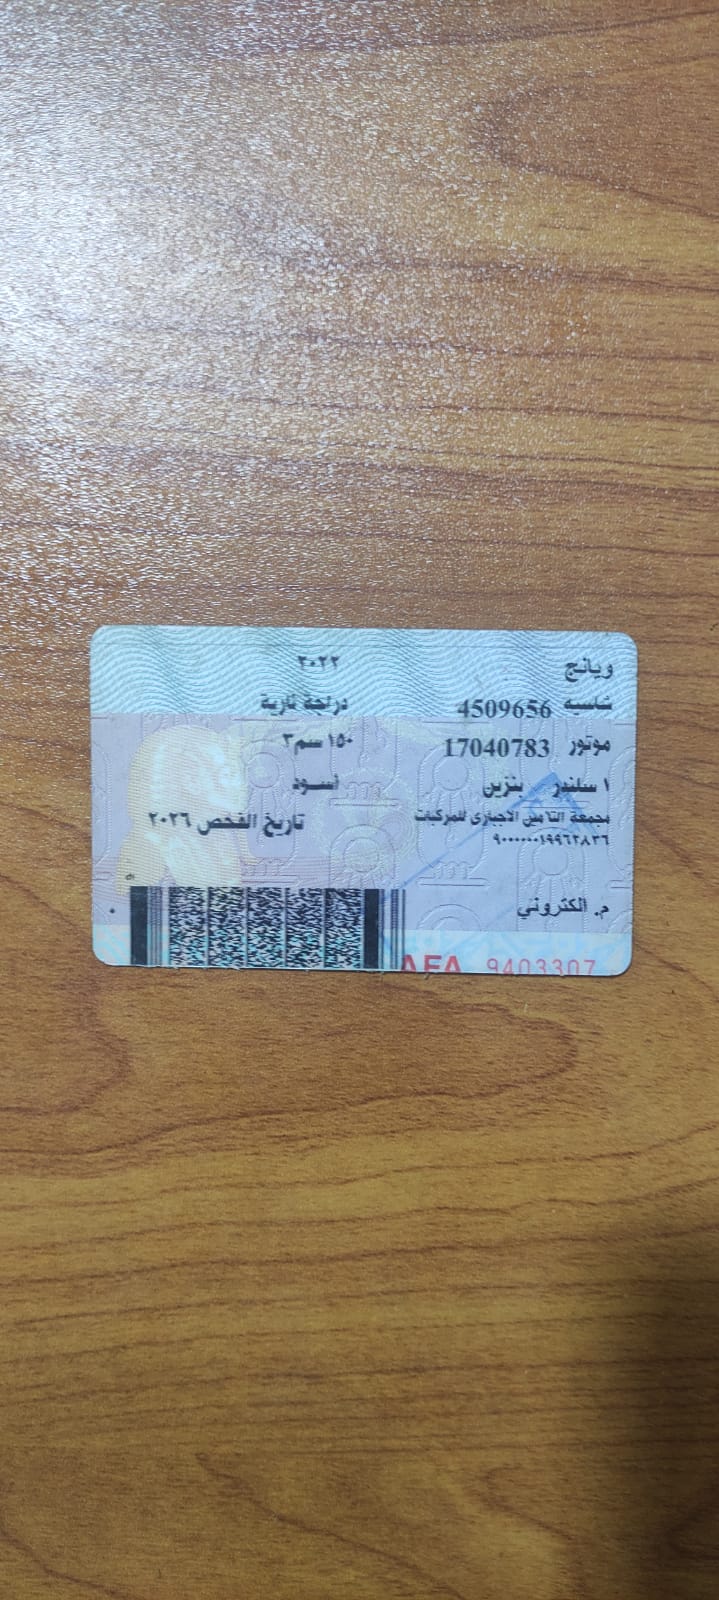 ويانج ٢٠٢٢
شاسيه 4509656 دراجة نارية
موتور 17040783 ١٥٠ سم٣
١ سلندر بنزين اسود
مجمعة التامين الاجبارى للمركبات تاريخ الفحص ٢٠٢٦
٩٠٠٠٠٠٠١٩٩٦٢٨٣٦
م. الكتروني
AFA 9403307